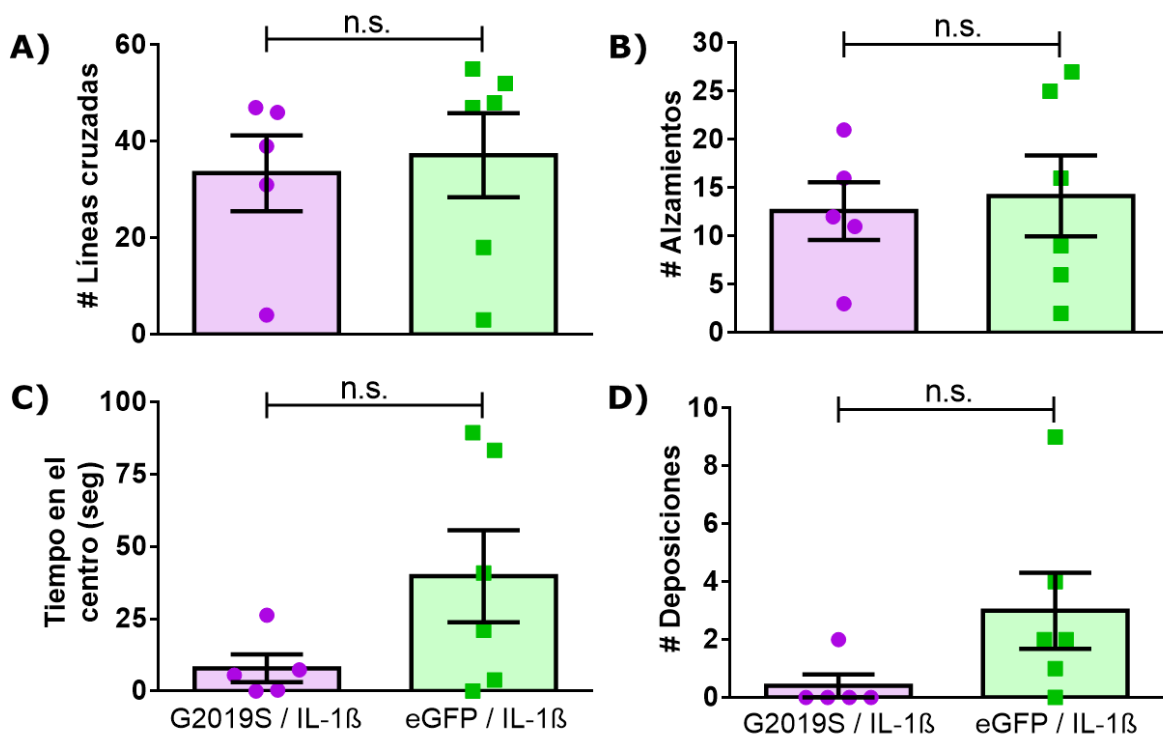 A)
n.s.
# Líneas cruzadas
60
40
20
0
B)
n.s.
# Alzamientos
30
25
20
15
10
5
0
C)
n.s.
Tiempo en el
centro (seg)
100
75
50
25
0
G2019S / IL-1ß
eGFP / IL-1ß
D)
n.s.
# Deposiciones
10
8
6
4
2
0
G2019S / IL-1ß
eGFP / IL-1ß